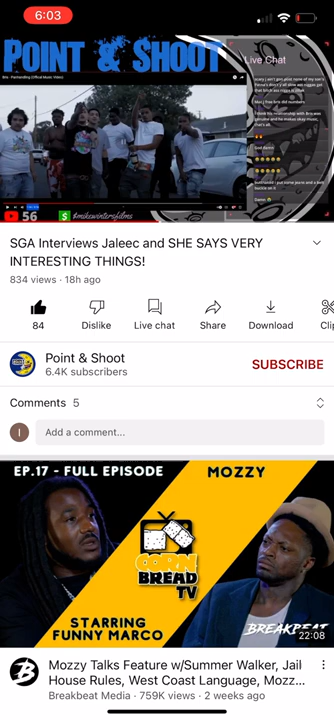 6:03
POINT & SHOOT
Live Chat
56
$ #mikewintersfilms
SGA Interviews Jaleec and SHE SAYS VERY
INTERESTING THINGS!
834 views · 18h ago
84
Dislike
Live chat
Share
Download
Clip
Point & Shoot
6.4K subscribers
SUBSCRIBE
Comments 5
I
Add a comment...
EP.17 - FULL EPISODE
MOZZY
CORN
BREAD
TV
STARRING
FUNNY MARCO
BREAKBEAT
22:08
Mozzy Talks Feature w/Summer Walker, Jail
House Rules, West Coast Language, Mozz...
Breakbeat Media · 759K views · 2 weeks ago